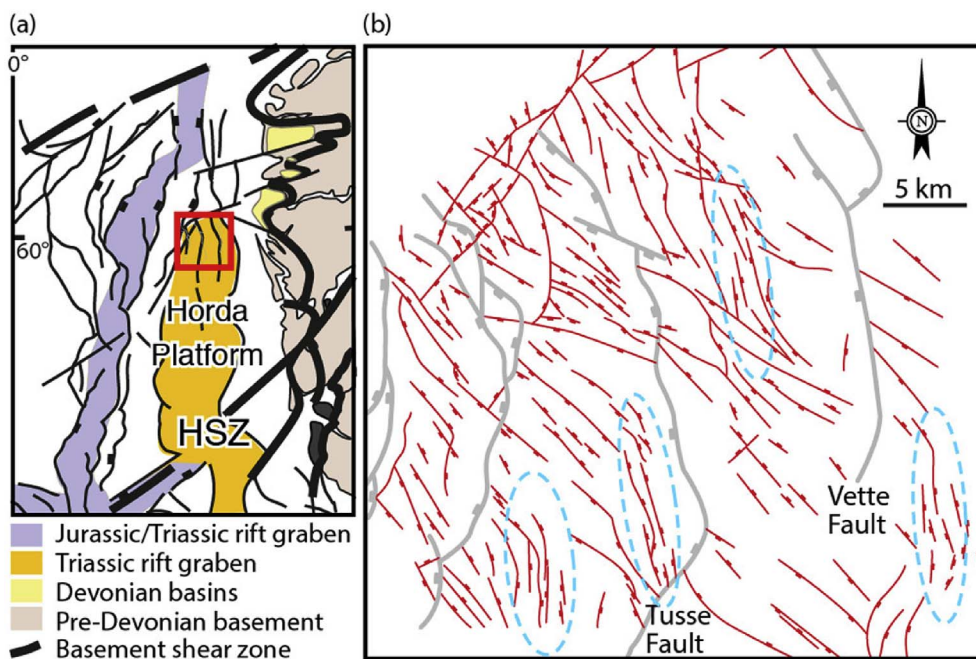 (a)
(b)
0°
60°
Horda
Platform
HSZ
N
5 km
Vette
Fault
Tusse
Fault
Jurassic/Triassic rift graben
Triassic rift graben
Devonian basins
Pre-Devonian basement
Basement shear zone